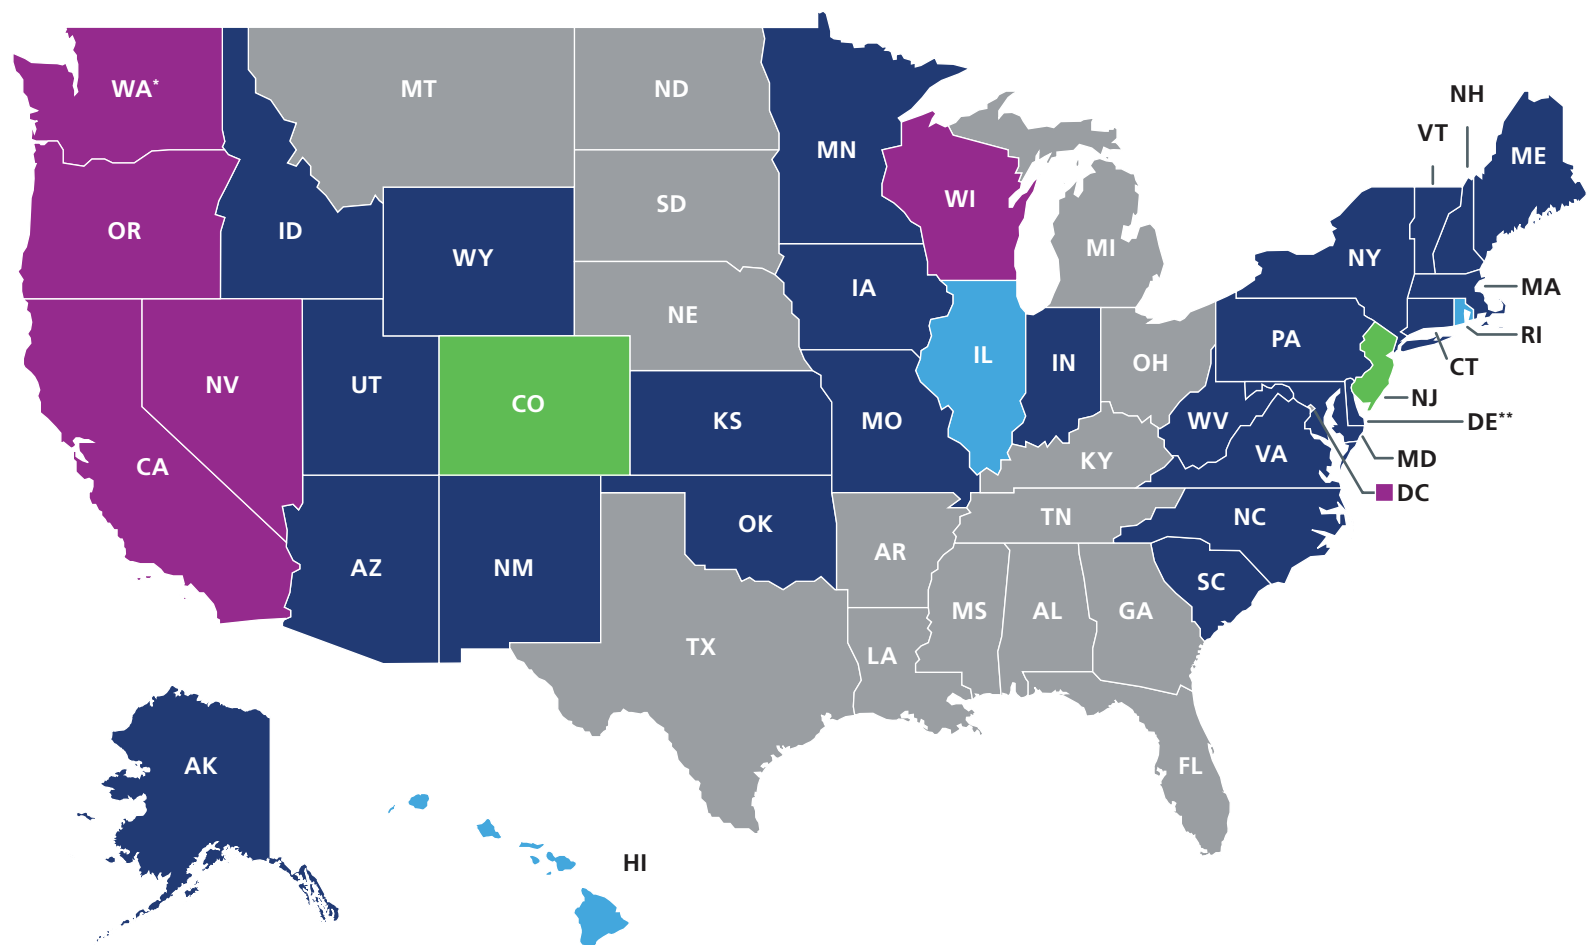 NH
WA*
MT
ND
VT
MN
ME
WI
SD
OR
ID
MI
WY
NY
IA
MA
NE
RI
PA
IL
IN
OH
CT
NV
UT
CO
NJ
KS
MO
WV
DE**
VA
MD
CA
KY
DC
OK
TN
NC
AR
AZ
NM
SC
MS
AL
GA
TX
LA
AK
FL
HI